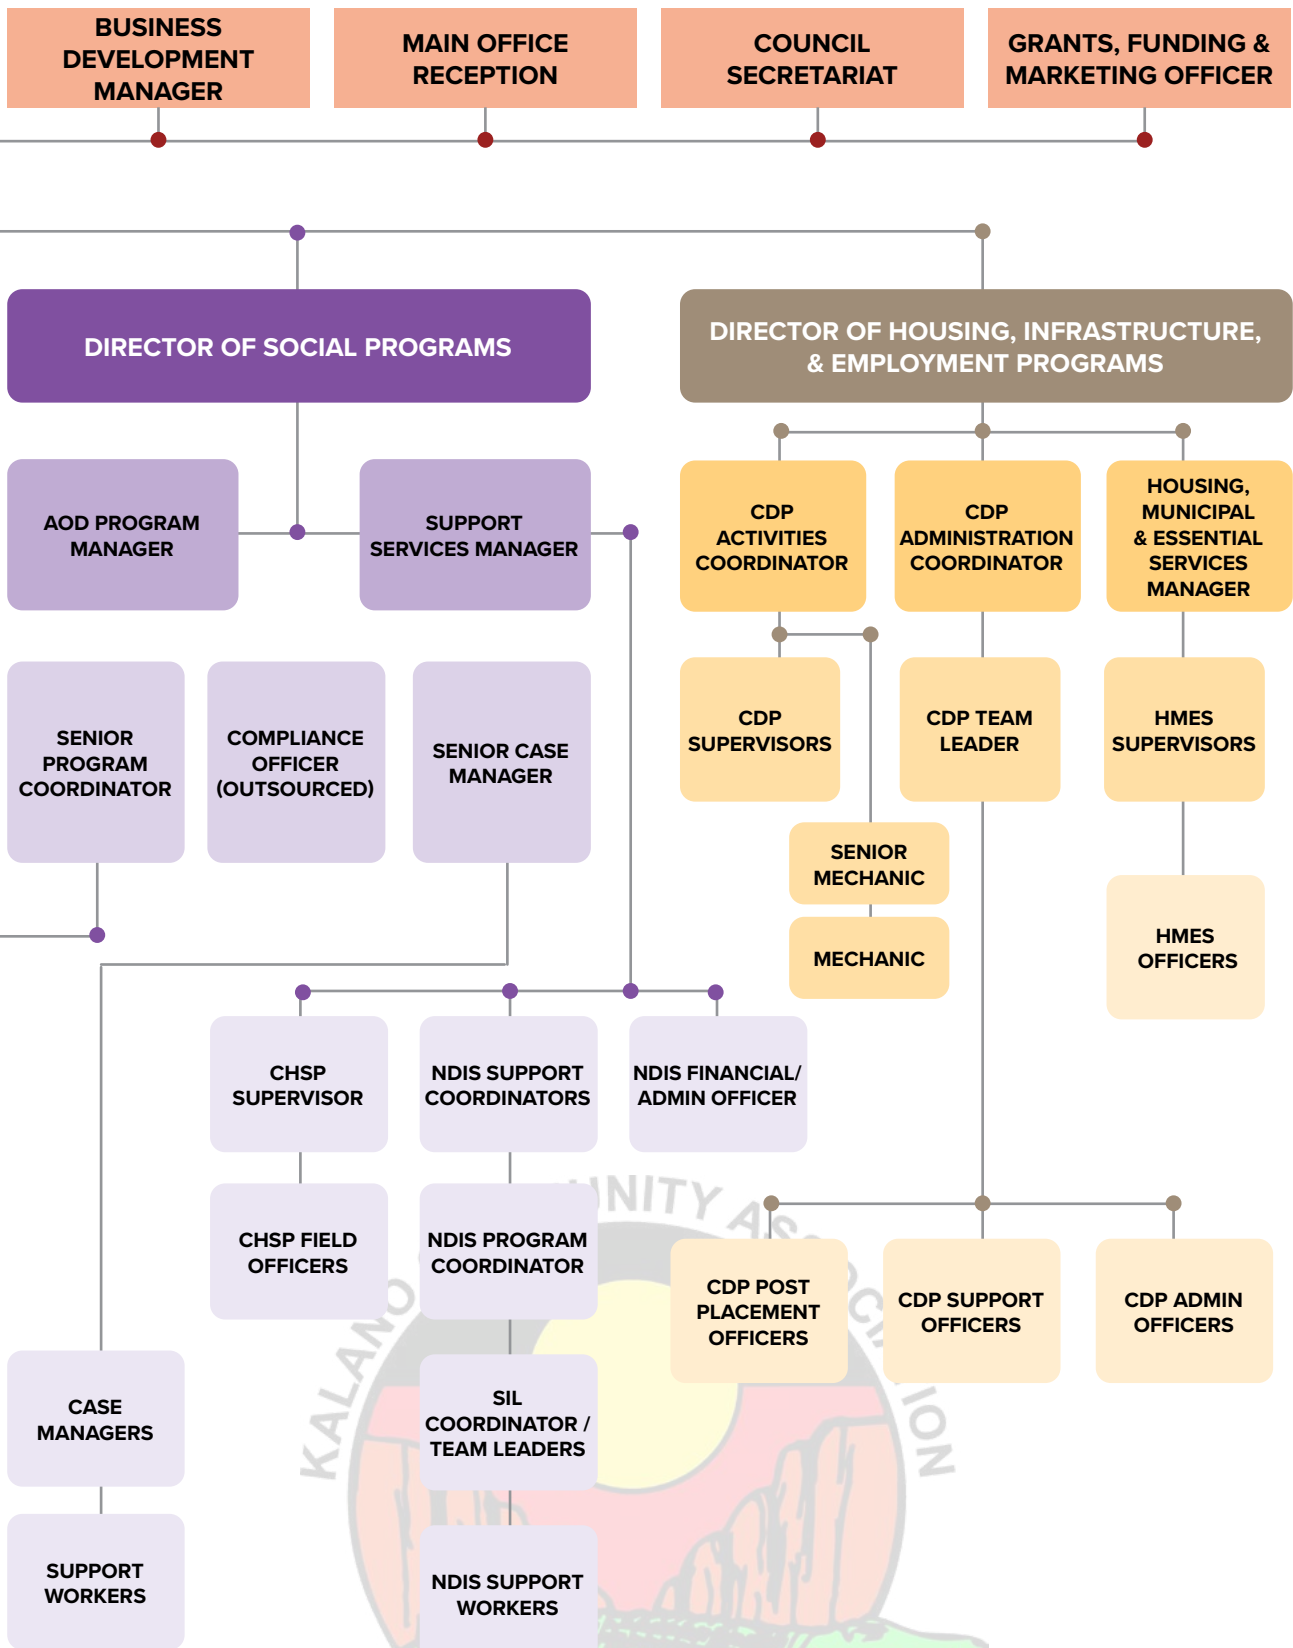 BUSINESS
DEVELOPMENT
MANAGER
MAIN OFFICE
RECEPTION
COUNCIL
SECRETARIAT
GRANTS, FUNDING &
MARKETING OFFICER
DIRECTOR OF SOCIAL PROGRAMS
DIRECTOR OF HOUSING, INFRASTRUCTURE,
& EMPLOYMENT PROGRAMS
AOD PROGRAM
MANAGER
SUPPORT
SERVICES MANAGER
CDP
ACTIVITIES
COORDINATOR
CDP
ADMINISTRATION
COORDINATOR
HOUSING,
MUNICIPAL
& ESSENTIAL
SERVICES
MANAGER
SENIOR
PROGRAM
COORDINATOR
COMPLIANCE
OFFICER
(OUTSOURCED)
SENIOR CASE
MANAGER
CDP
SUPERVISORS
CDP TEAM
LEADER
HMES
SUPERVISORS
SENIOR
MECHANIC
MECHANIC
HMES
OFFICERS
CHSP
SUPERVISOR
NDIS SUPPORT
COORDINATORS
NDIS FINANCIAL/
ADMIN OFFICER
CHSP FIELD
OFFICERS
NDIS PROGRAM
COORDINATOR
CDP POST
PLACEMENT
OFFICERS
CDP SUPPORT
OFFICERS
CDP ADMIN
OFFICERS
CASE
MANAGERS
SIL
COORDINATOR /
TEAM LEADERS
SUPPORT
WORKERS
NDIS SUPPORT
WORKERS
KALANO